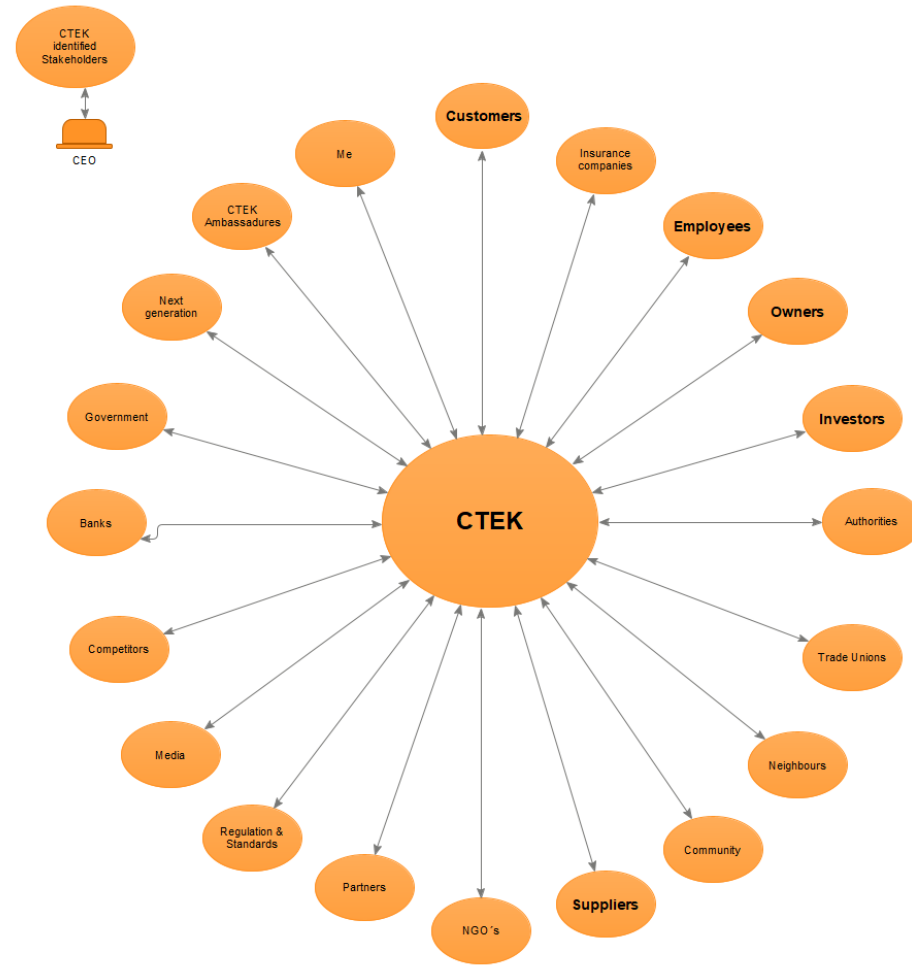 CTEK
identified
Stakeholders
CEO
Customers
Insurance
companies
Me
Employees
CTEK
Ambassadures
Owners
Next
generation
Investors
Government
CTEK
Authorities
Banks
Trade Unions
Competitors
Neighbours
Media
Community
Regulation &
Standards
Suppliers
Partners
NGO´s